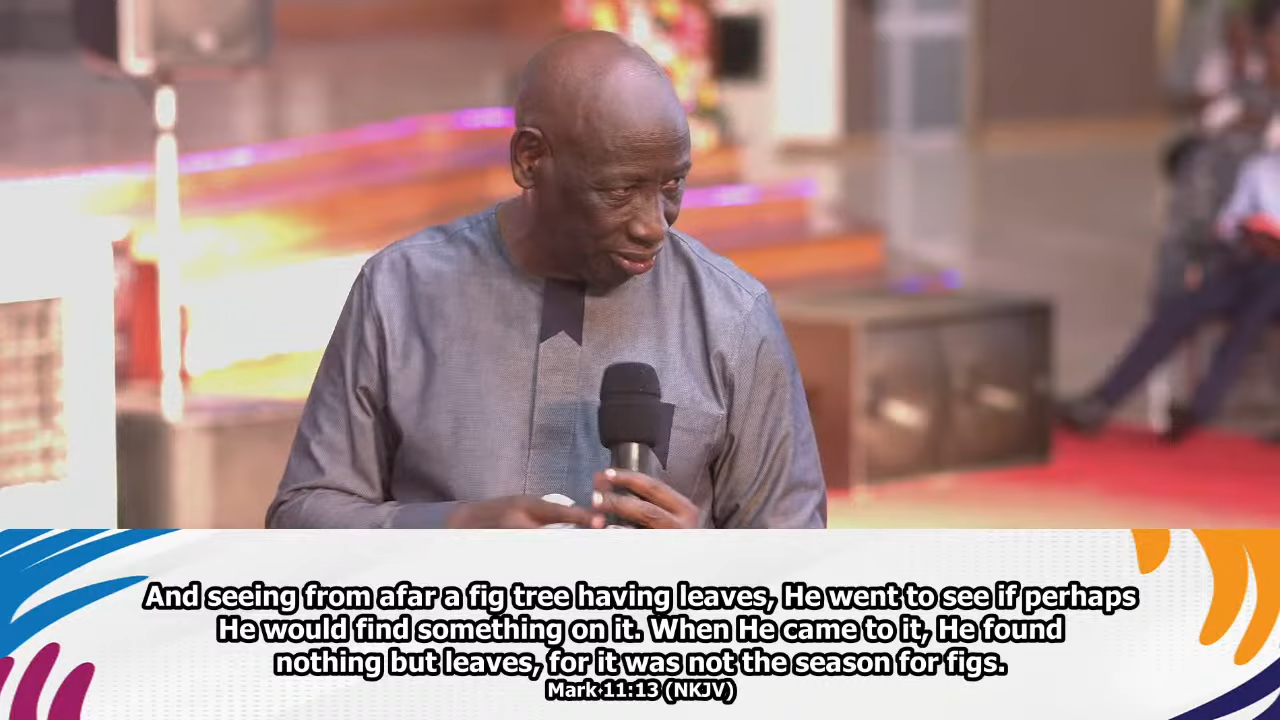 And seeing from afar a fig tree having leaves, He went to see if perhaps
He would find something on it. When He came to it, He found
nothing but leaves, for it was not the season for figs.
Mark 11:13 (NKJV)